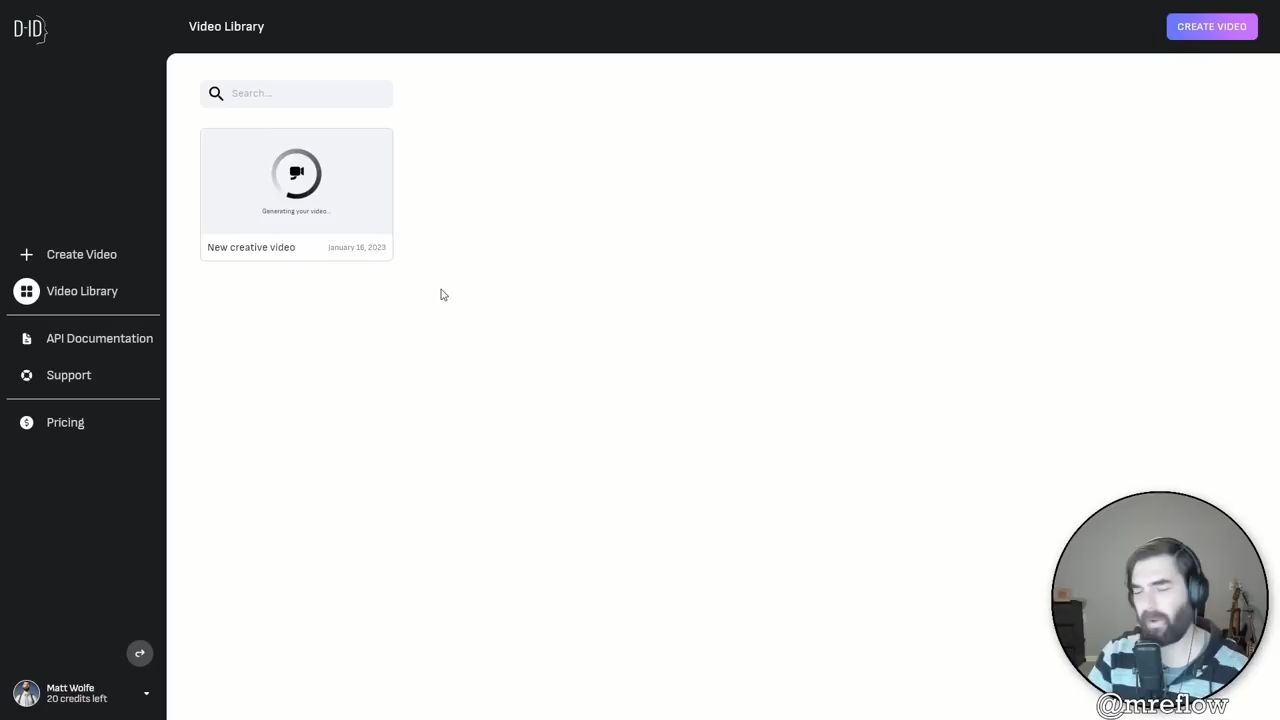 D-ID
Video Library
CREATE VIDEO
Search...
Generating your video...
New creative video
January 16, 2023
Create Video
Video Library
API Documentation
Support
Pricing
Matt Wolfe
20 credits left
@mreflow